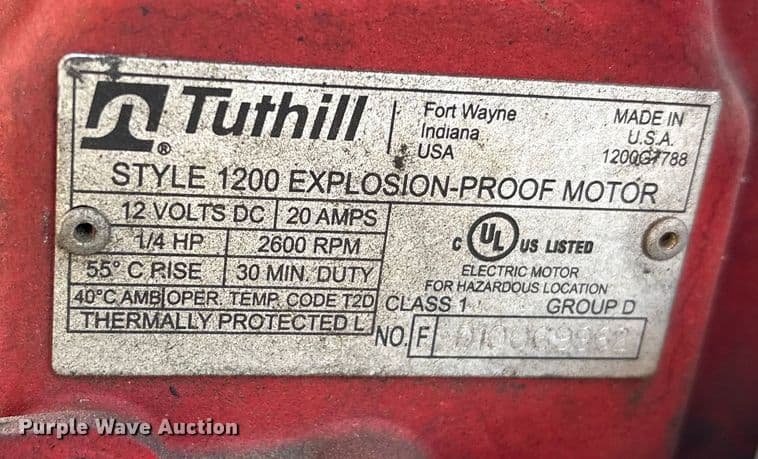 Tuthill ®
Fort Wayne
Indiana
USA
MADE IN
U.S.A.
1200G7788
STYLE 1200 EXPLOSION-PROOF MOTOR
12 VOLTS DC 20 AMPS
1/4 HP 2600 RPM
55° C RISE 30 MIN. DUTY
40°C AMB OPER. TEMP. CODE T2D
THERMALLY PROTECTED L
C UL US LISTED
ELECTRIC MOTOR
FOR HAZARDOUS LOCATION
CLASS 1 GROUP D
NO. F
Purple Wave Auction